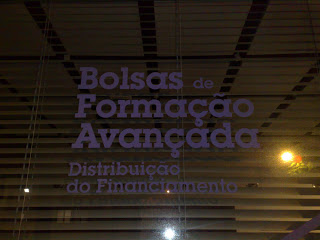 Bolsas de
Formação
Avançada
Distribuição
do Financiamento